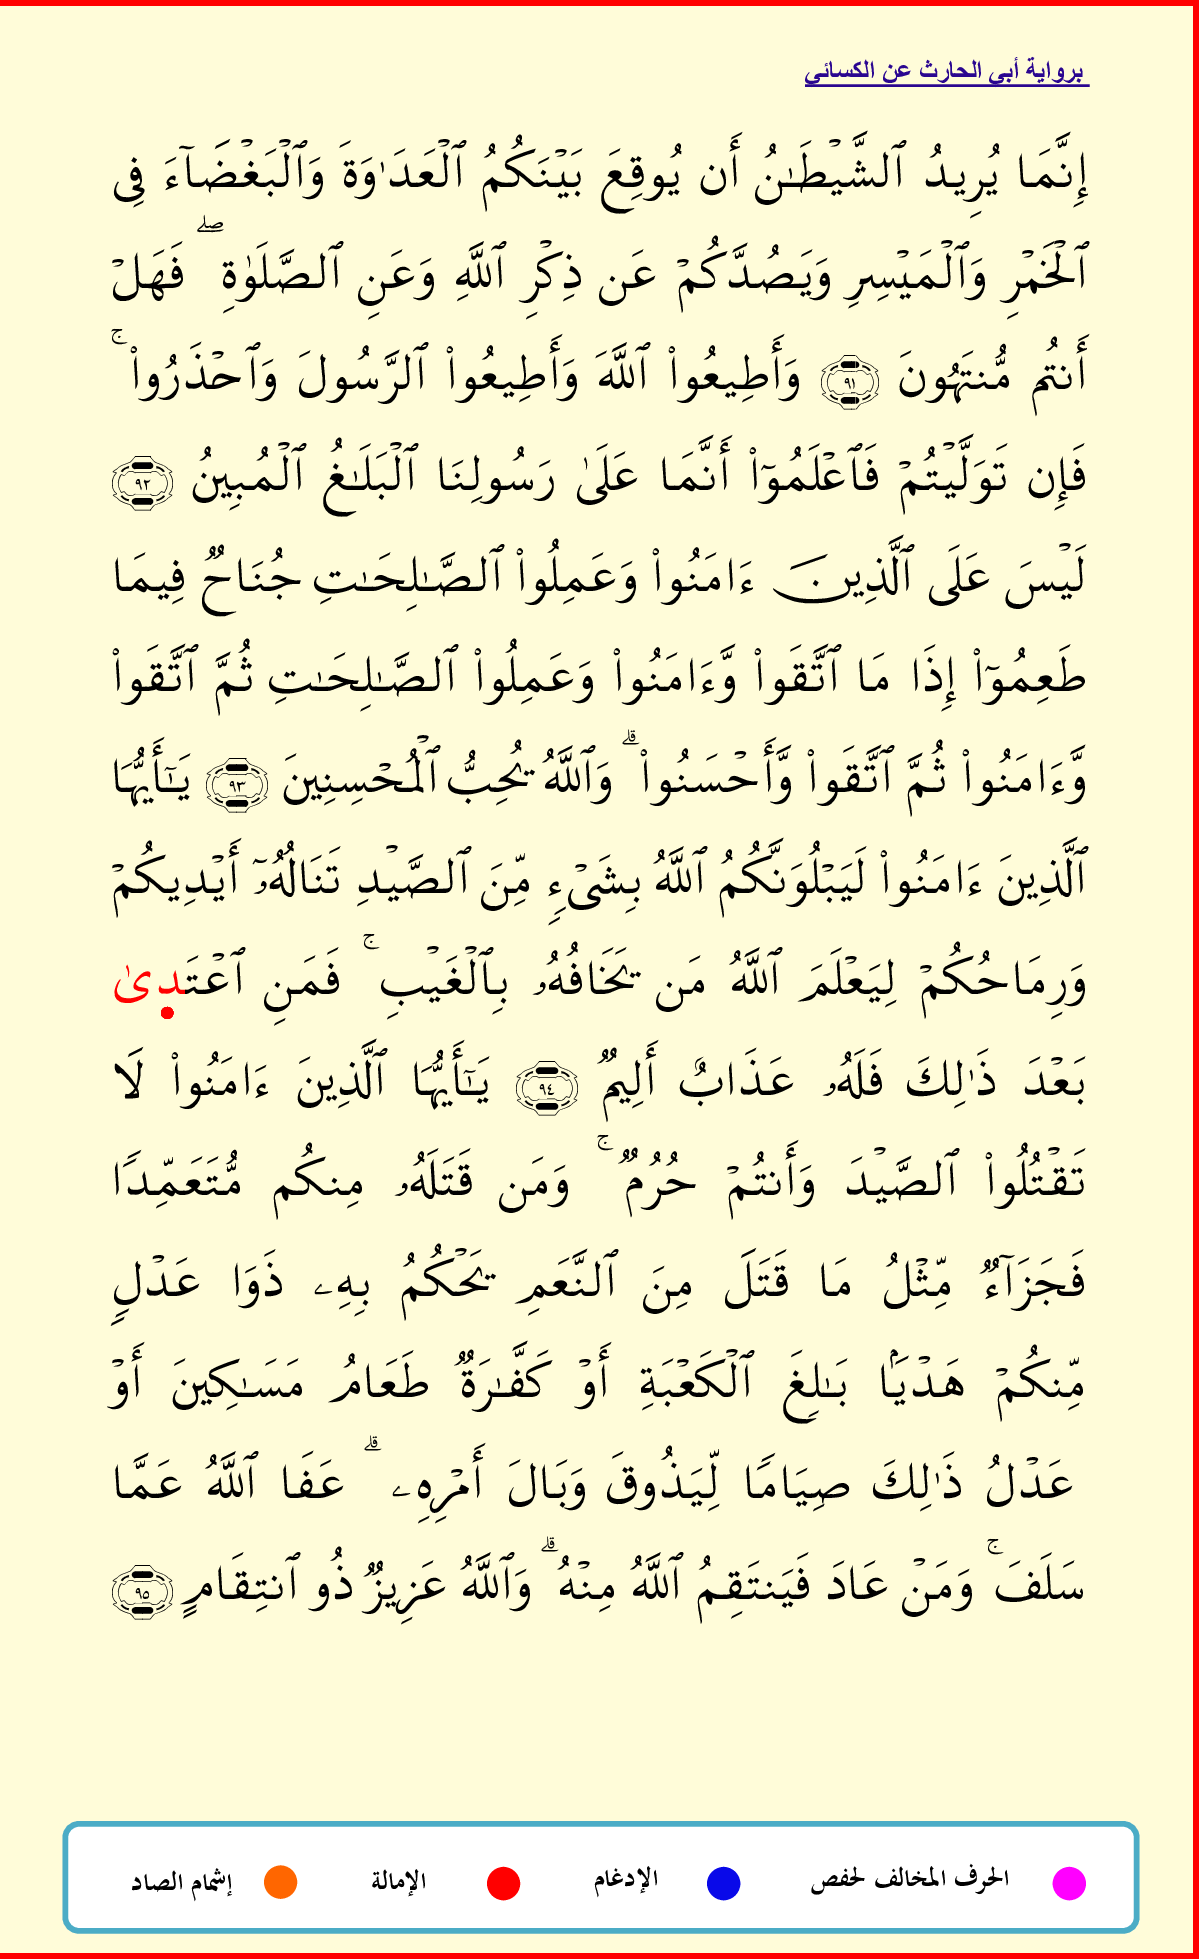 برواية أبي الحارث عن الكسائي
إِنَّمَا يُرِيدُ ٱلشَّيْطَـٰنُ أَن يُوقِعَ بَيْنَكُمُ ٱلْعَدَٰوَةَ وَٱلْبَغْضَآءَ فِى
ٱلْخَمْرِ وَٱلْمَيْسِرِ وَيَصُدَّكُمْ عَن ذِكْرِ ٱللَّهِ وَعَنِ ٱلصَّلَوٰةِ ۖ فَهَلْ
أَنتُم مُّنتَهُونَ ٩١ وَأَطِيعُوا۟ ٱللَّهَ وَأَطِيعُوا۟ ٱلرَّسُولَ وَٱحْذَرُوا۟ ۚ
فَإِن تَوَلَّيْتُمْ فَٱعْلَمُوٓا۟ أَنَّمَا عَلَىٰ رَسُولِنَا ٱلْبَلَـٰغُ ٱلْمُبِينُ ٩٢
لَيْسَ عَلَى ٱلَّذِينَ ءَامَنُوا۟ وَعَمِلُوا۟ ٱلصَّـٰلِحَـٰتِ جُنَاحٌ فِيمَا
طَعِمُوٓا۟ إِذَا مَا ٱتَّقَوا۟ وَّءَامَنُوا۟ وَعَمِلُوا۟ ٱلصَّـٰلِحَـٰتِ ثُمَّ ٱتَّقَوا۟
وَّءَامَنُوا۟ ثُمَّ ٱتَّقَوا۟ وَّأَحْسَنُوا۟ ۗ وَٱللَّهُ يُحِبُّ ٱلْمُحْسِنِينَ ٩٣ يَـٰٓأَيُّهَا
ٱلَّذِينَ ءَامَنُوا۟ لَيَبْلُوَنَّكُمُ ٱللَّهُ بِشَىْءٍ مِّنَ ٱلصَّيْدِ تَنَالُهُۥٓ أَيْدِيكُمْ
وَرِمَاحُكُمْ لِيَعْلَمَ ٱللَّهُ مَن يَخَافُهُۥ بِٱلْغَيْبِ ۚ فَمَنِ ٱعْتَدِىٰ
بَعْدَ ذَٰلِكَ فَلَهُۥ عَذَابٌ أَلِيمٌ ٩٤ يَـٰٓأَيُّهَا ٱلَّذِينَ ءَامَنُوا۟ لَا
تَقْتُلُوا۟ ٱلصَّيْدَ وَأَنتُمْ حُرُمٌ ۚ وَمَن قَتَلَهُۥ مِنكُم مُّتَعَمِّدًا
فَجَزَآءٌ مِّثْلُ مَا قَتَلَ مِنَ ٱلنَّعَمِ يَحْكُمُ بِهِۦ ذَوَا عَدْلٍ
مِّنكُمْ هَدْيَۢا بَـٰلِغَ ٱلْكَعْبَةِ أَوْ كَفَّـٰرَةٌ طَعَامُ مَسَـٰكِينَ أَوْ
عَدْلُ ذَٰلِكَ صِيَامًا لِّيَذُوقَ وَبَالَ أَمْرِهِۦ ۗ عَفَا ٱللَّهُ عَمَّا
سَلَفَ ۚ وَمَنْ عَادَ فَيَنتَقِمُ ٱللَّهُ مِنْهُ ۗ وَٱللَّهُ عَزِيزٌ ذُو ٱنتِقَامٍ ٩٥
الحرف المخالف لحفص الإدغام الإمالة إشمام الصاد